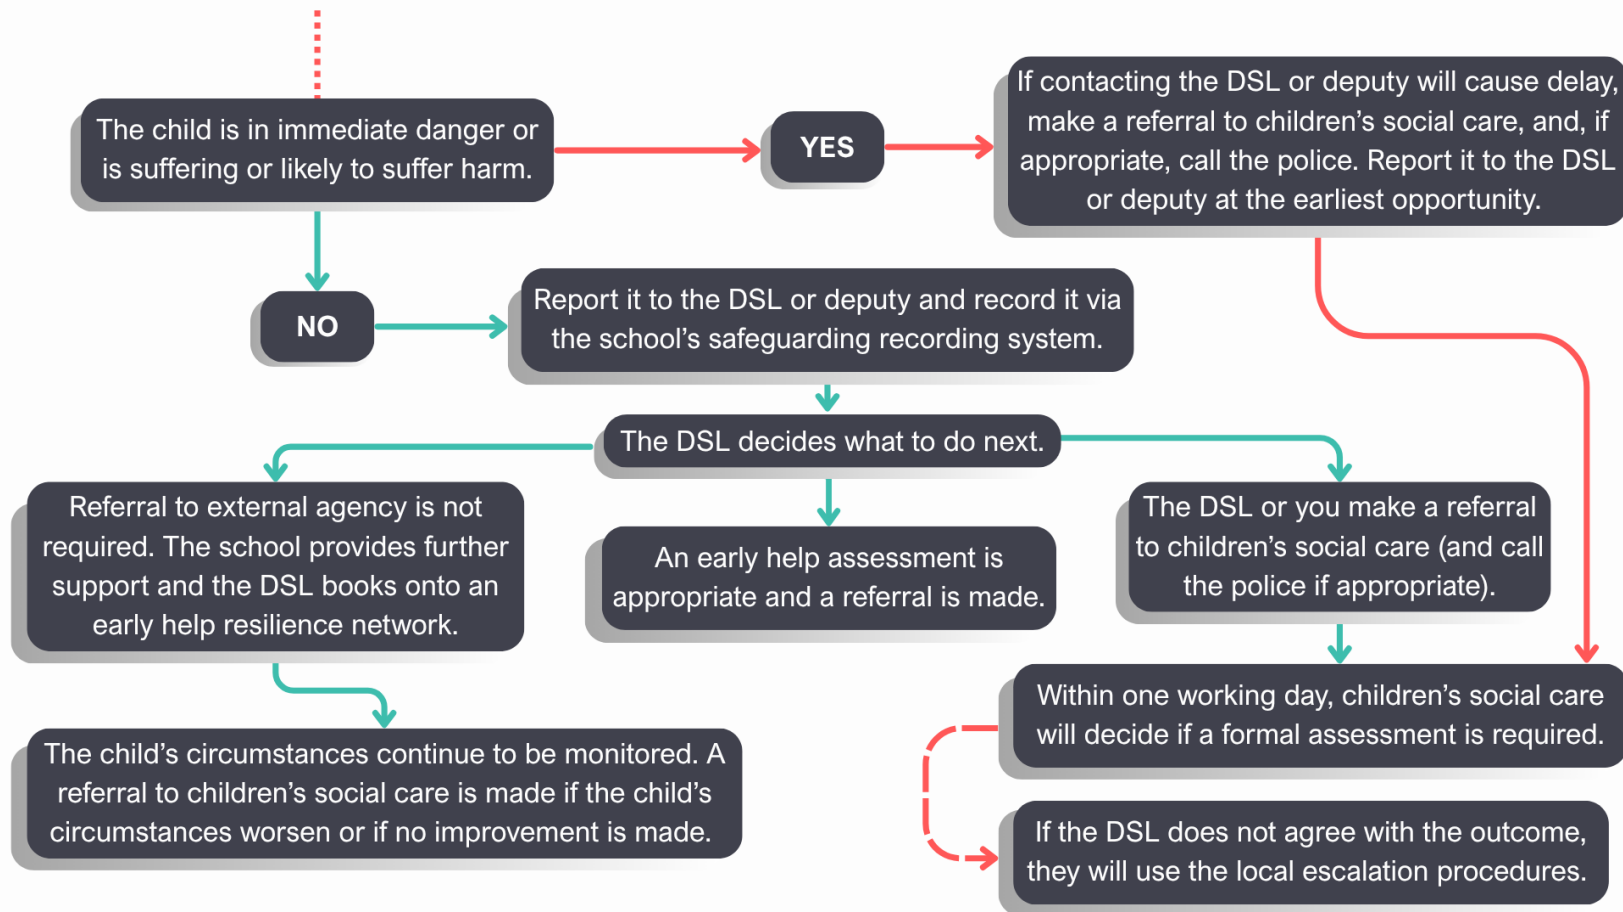 The child is in immediate danger or
is suffering or likely to suffer harm.
YES
If contacting the DSL or deputy will cause delay,
make a referral to children’s social care, and, if
appropriate, call the police. Report it to the DSL
or deputy at the earliest opportunity.
NO
Report it to the DSL or deputy and record it via
the school’s safeguarding recording system.
The DSL decides what to do next.
Referral to external agency is not
required. The school provides further
support and the DSL books onto an
early help resilience network.
An early help assessment is
appropriate and a referral is made.
The DSL or you make a referral
to children’s social care (and call
the police if appropriate).
The child’s circumstances continue to be monitored. A
referral to children’s social care is made if the child’s
circumstances worsen or if no improvement is made.
Within one working day, children’s social care
will decide if a formal assessment is required.
If the DSL does not agree with the outcome,
they will use the local escalation procedures.